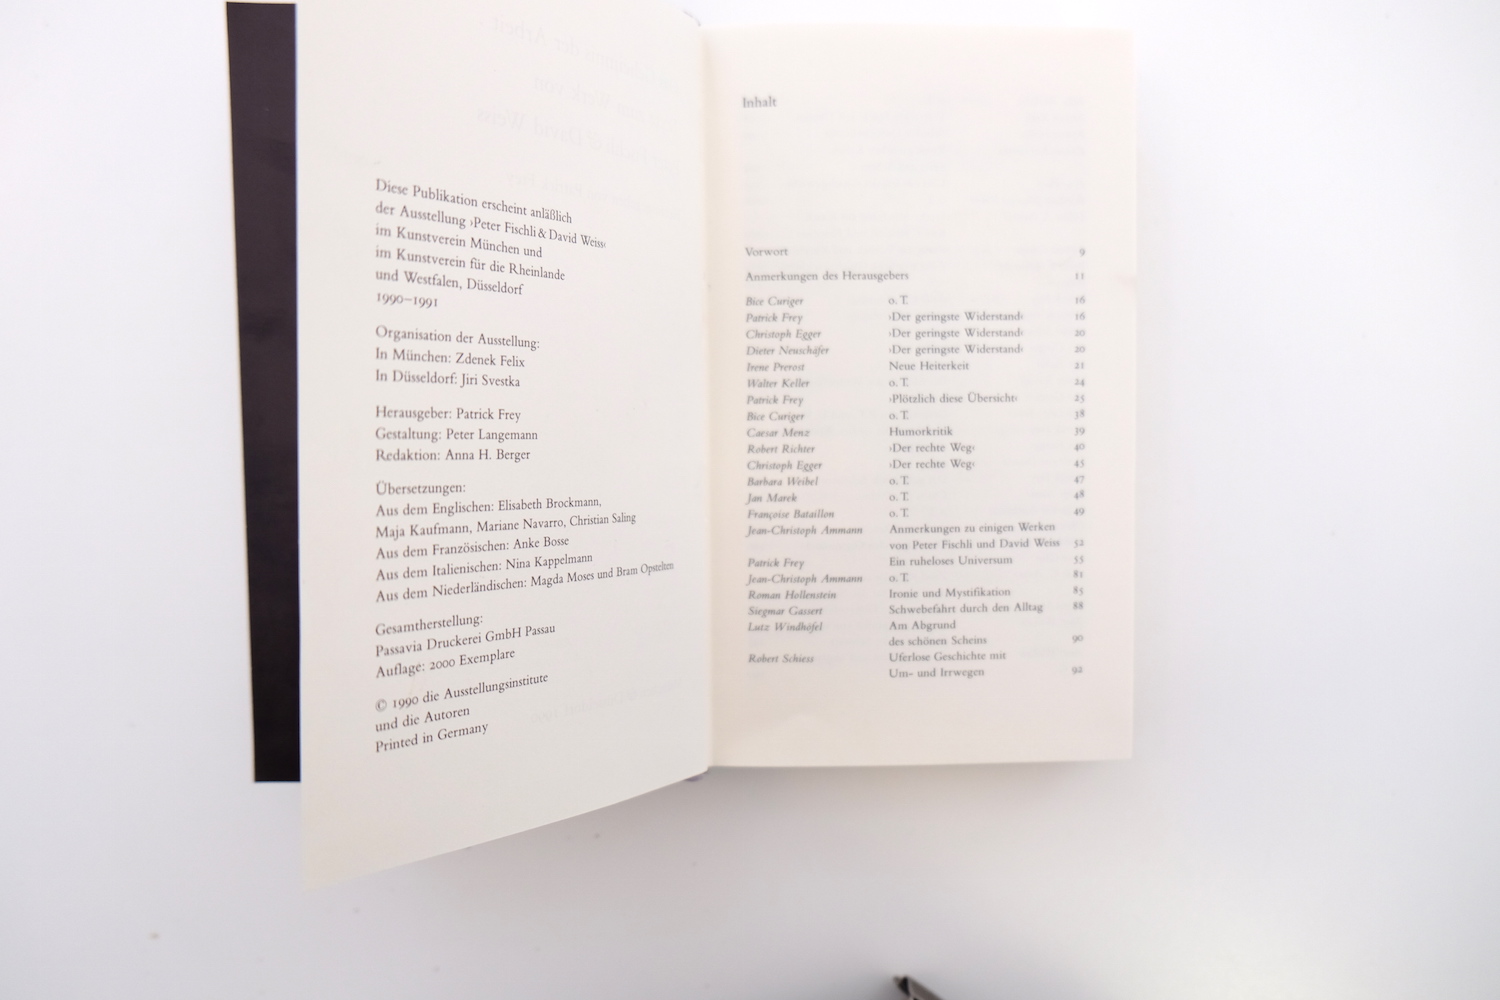 Diese Publikation erscheint anläßlich
der Ausstellung ›Peter Fischli & David Weiss‹
im Kunstverein München und
im Kunstverein für die Rheinlande
und Westfalen, Düsseldorf
1990–1991
Organisation der Ausstellung:
In München: Zdenek Felix
In Düsseldorf: Jiri Svestka
Herausgeber: Patrick Frey
Gestaltung: Peter Langemann
Redaktion: Anna H. Berger
Übersetzungen:
Aus dem Englischen: Elisabeth Brockmann,
Maja Kaufmann, Mariane Navarro, Christian Saling
Aus dem Französischen: Anke Bosse
Aus dem Italienischen: Nina Kappelmann
Aus dem Niederländischen: Magda Moses und Bram Opstelten
Gesamtherstellung:
Passavia Druckerei GmbH Passau
Auflage: 2000 Exemplare
© 1990 die Ausstellungsinstitute
und die Autoren
Printed in Germany
Inhalt
Vorwort 9
Anmerkungen des Herausgebers 11
Bice Curiger o. T. 16
Patrick Frey ›Der geringste Widerstand‹ 16
Christoph Egger ›Der geringste Widerstand‹ 20
Dieter Neuschäfer ›Der geringste Widerstand‹ 20
Irene Prerost Neue Heiterkeit 21
Walter Keller o. T. 24
Patrick Frey ›Plötzlich diese Übersicht‹ 25
Bice Curiger o. T. 38
Caesar Menz Humorkritik 39
Robert Richter ›Der rechte Weg‹ 40
Christoph Egger ›Der rechte Weg‹ 45
Barbara Weibel o. T. 47
Jan Marek o. T. 48
Françoise Bataillon o. T. 49
Jean-Christoph Ammann Anmerkungen zu einigen Werken
von Peter Fischli und David Weiss 52
Patrick Frey Ein ruheloses Universum 55
Jean-Christoph Ammann o. T. 81
Roman Hollenstein Ironie und Mystifikation 85
Siegmar Gassert Schwebefahrt durch den Alltag 88
Lutz Windhöfel Am Abgrund
des schönen Scheins 90
Robert Schiess Uferlose Geschichte mit
Um- und Irrwegen 92